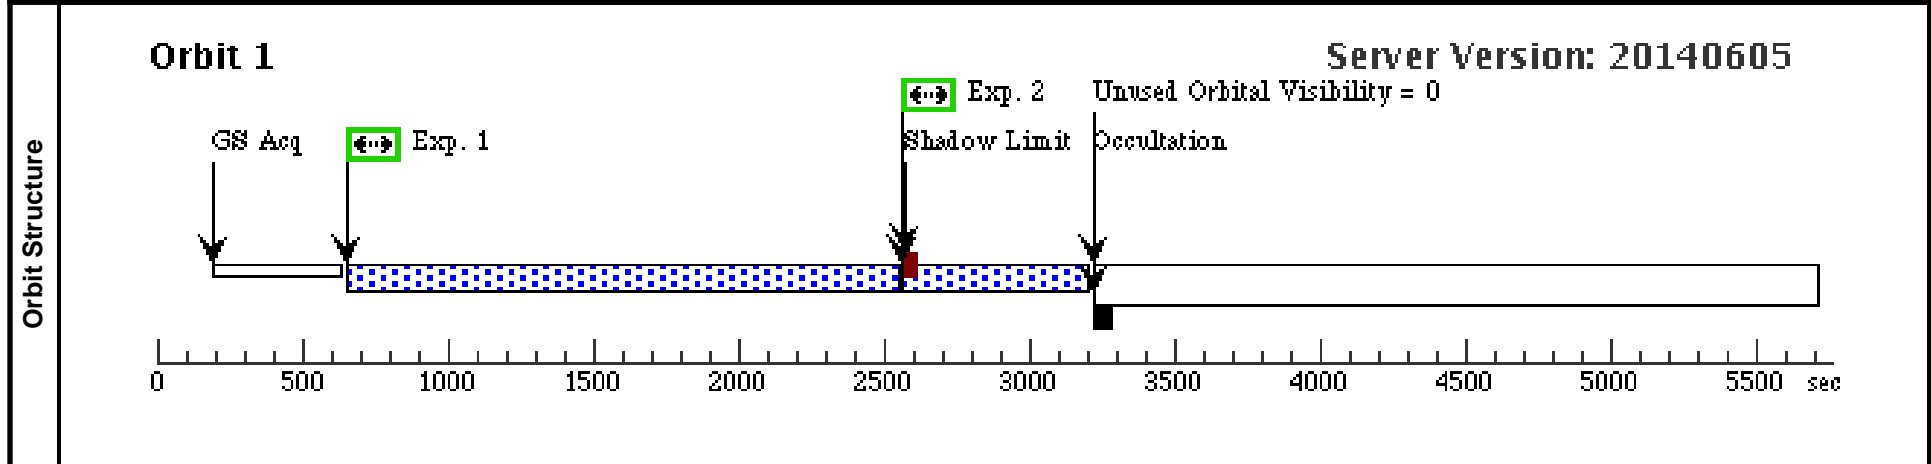 Orbit Structure
Orbit 1
Server Version: 20140605
Exp. 2
Unused Orbital Visibility = 0
GS Acq
Exp. 1
Shadow Limit
Occultation
0 500 1000 1500 2000 2500 3000 3500 4000 4500 5000 5500 sec